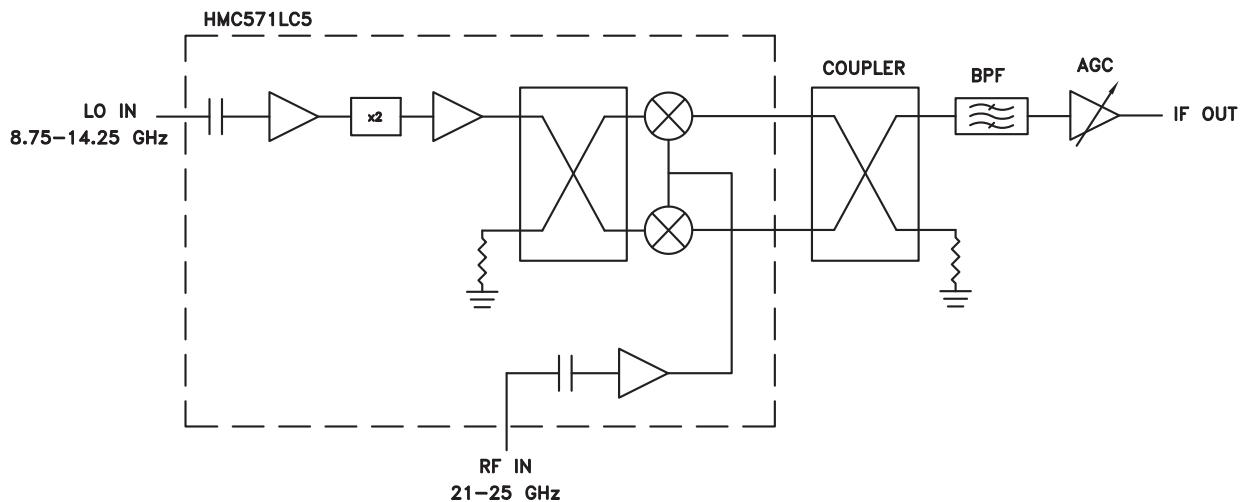 HMC571LC5
COUPLER
BPF
AGC
LO IN
8.75–14.25 GHz
x2
IF OUT
RF IN
21–25 GHz